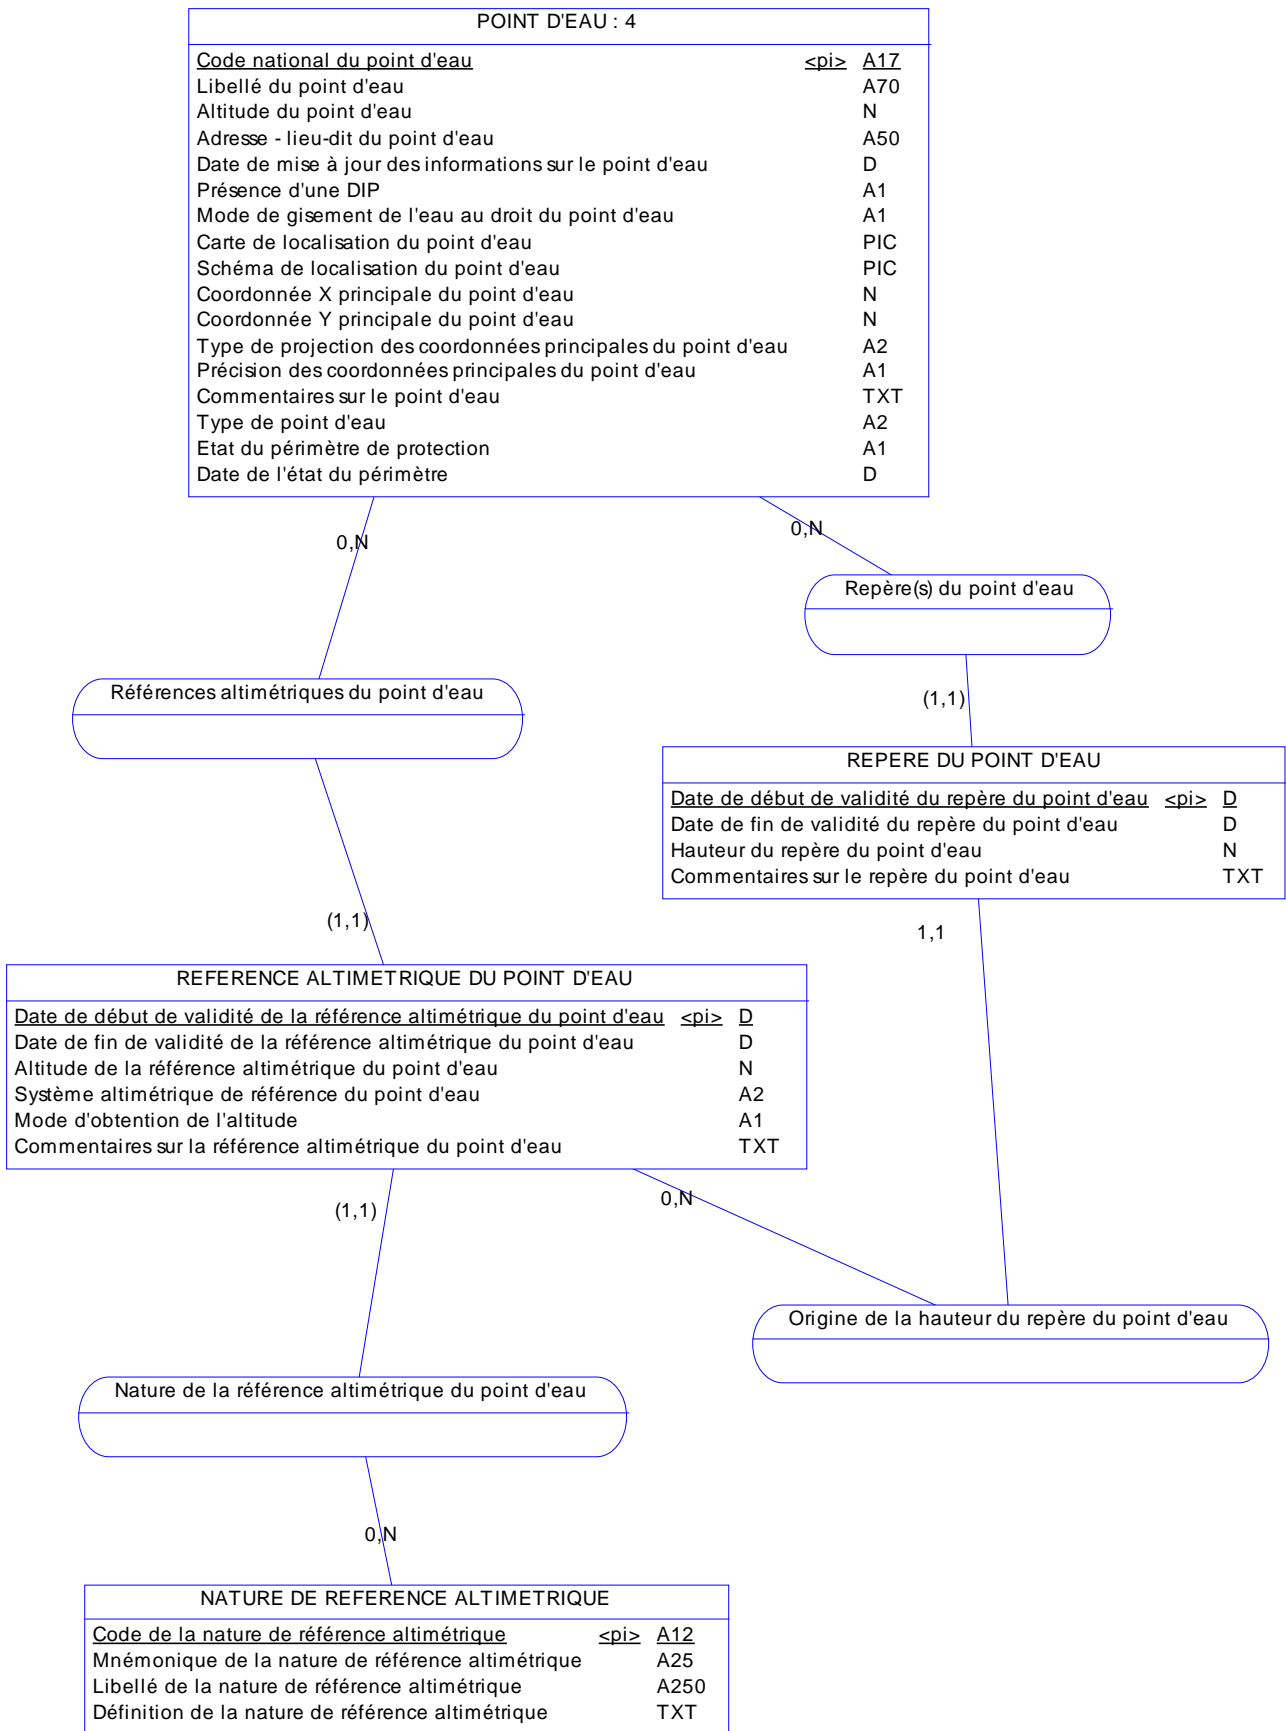 POINT D'EAU : 4
Code national du point d'eau <pi> A17
Libellé du point d'eau A70
Altitude du point d'eau N
Adresse - lieu-dit du point d'eau A50
Date de mise à jour des informations sur le point d'eau D
Présence d'une DIP A1
Mode de gisement de l'eau au droit du point d'eau A1
Carte de localisation du point d'eau PIC
Schéma de localisation du point d'eau PIC
Coordonnée X principale du point d'eau N
Coordonnée Y principale du point d'eau N
Type de projection des coordonnées principales du point d'eau A2
Précision des coordonnées principales du point d'eau A1
Commentaires sur le point d'eau TXT
Type de point d'eau A2
Etat du périmètre de protection A1
Date de l'état du périmètre D
0,N
0,N
Repère(s) du point d'eau
Références altimétriques du point d'eau
(1,1)
REPERE DU POINT D'EAU
Date de début de validité du repère du point d'eau <pi> D
Date de fin de validité du repère du point d'eau D
Hauteur du repère du point d'eau N
Commentaires sur le repère du point d'eau TXT
(1,1)
1,1
REFERENCE ALTIMETRIQUE DU POINT D'EAU
Date de début de validité de la référence altimétrique du point d'eau <pi> D
Date de fin de validité de la référence altimétrique du point d'eau D
Altitude de la référence altimétrique du point d'eau N
Système altimétrique de référence du point d'eau A2
Mode d'obtention de l'altitude A1
Commentaires sur la référence altimétrique du point d'eau TXT
(1,1)
0,N
Origine de la hauteur du repère du point d'eau
Nature de la référence altimétrique du point d'eau
0,N
NATURE DE REFERENCE ALTIMETRIQUE
Code de la nature de référence altimétrique <pi> A12
Mnémonique de la nature de référence altimétrique A25
Libellé de la nature de référence altimétrique A250
Définition de la nature de référence altimétrique TXT